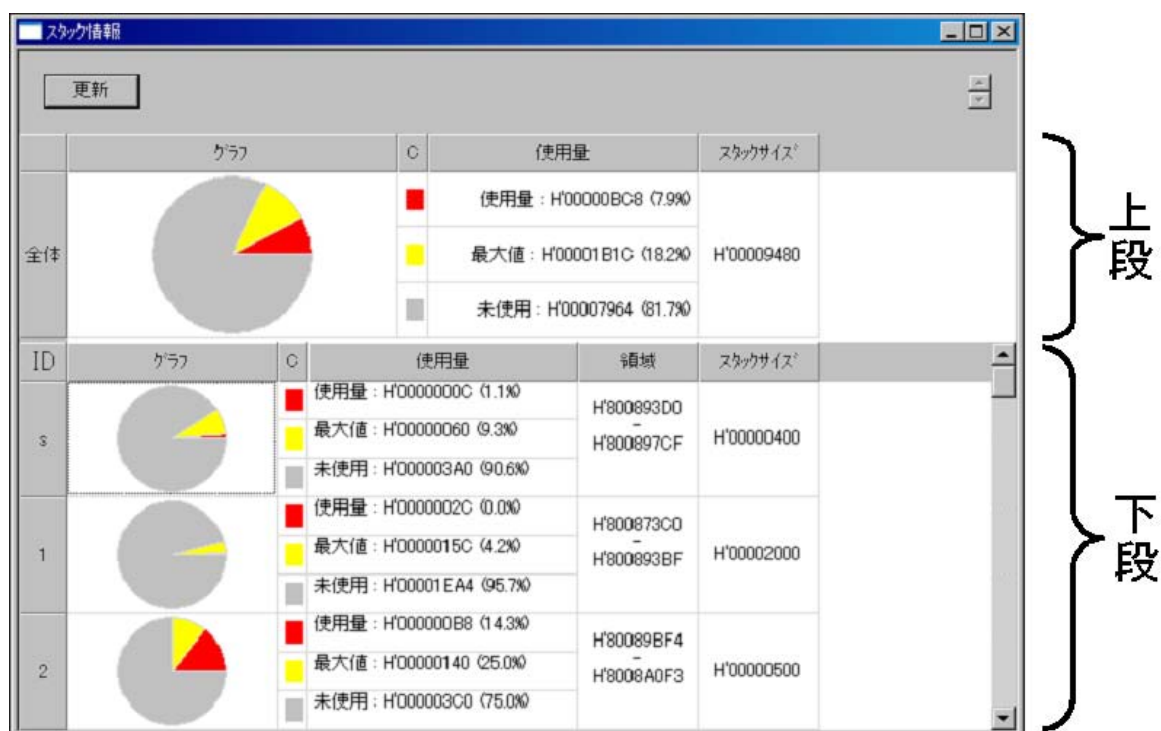 スタック情報
更新
グラフ C 使用量 スタックサイズ
全体
使用量 : H'00000BC8 (7.9%)
最大値 : H'00001B1C (18.2%)
未使用 : H'00007964 (81.7%)
H'00009480
上段
ID グラフ C 使用量 領域 スタックサイズ
s
使用量 : H'0000000C (1.1%)
最大値 : H'00000060 (9.3%)
未使用 : H'000003A0 (90.6%)
H'800893D0
-
H'800897CF
H'00000400
1
使用量 : H'0000002C (0.0%)
最大値 : H'0000015C (4.2%)
未使用 : H'00001EA4 (95.7%)
H'800873C0
-
H'800893BF
H'00002000
2
使用量 : H'000000B8 (14.3%)
最大値 : H'00000140 (25.0%)
未使用 : H'000003C0 (75.0%)
H'80089BF4
-
H'8008A0F3
H'00000500
下段